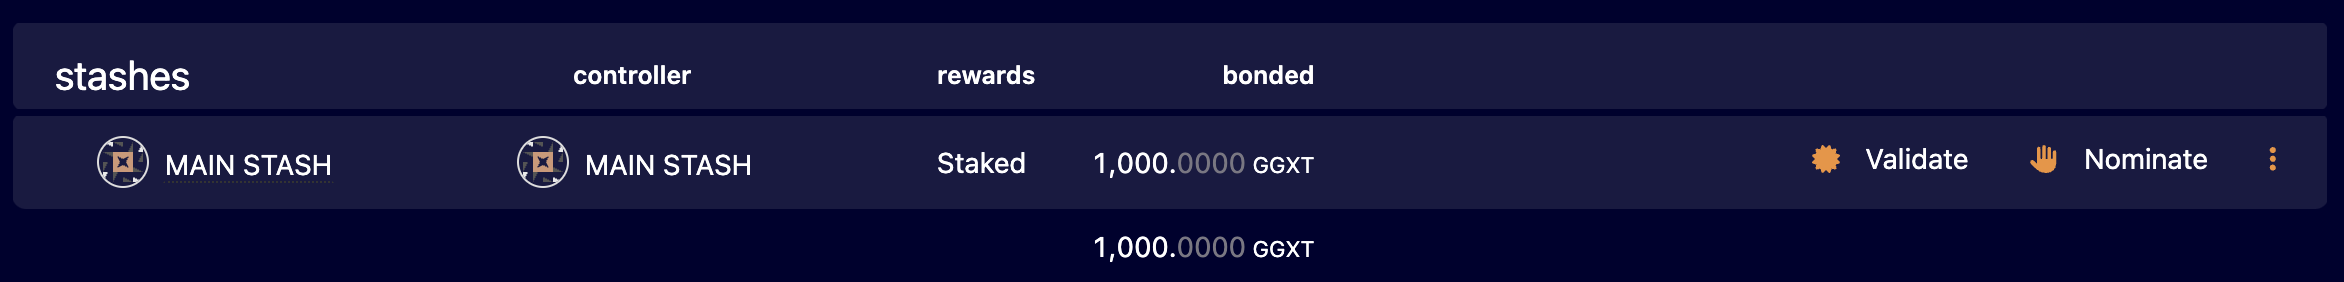 stashes controller rewards bonded
MAIN STASH MAIN STASH Staked 1,000.0000 GGXT Validate Nominate
1,000.0000 GGXT